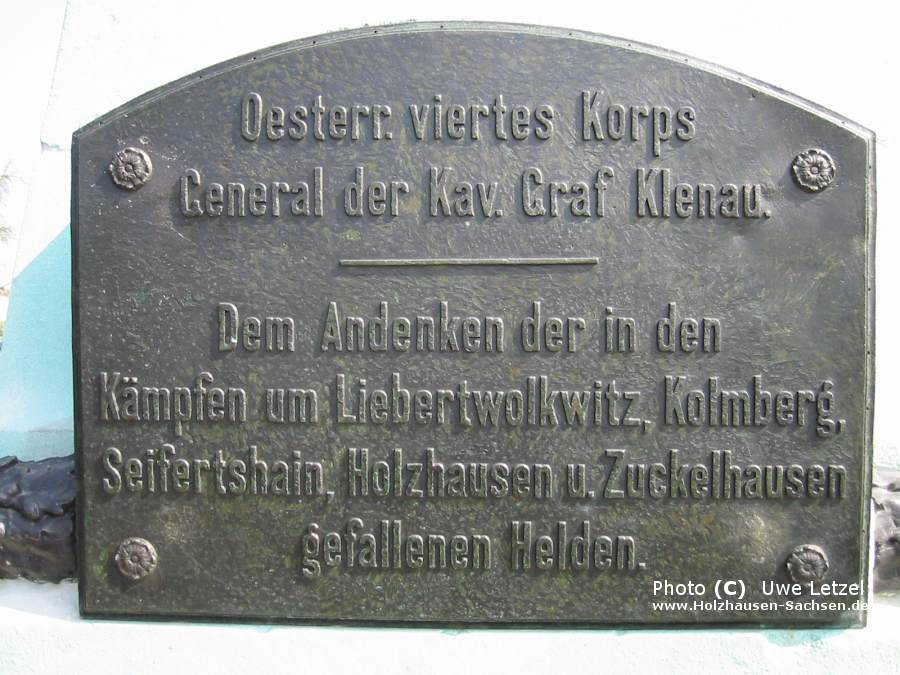 Oesterr. viertes Korps
General der Kav. Graf Klenau.
Dem Andenken der in den
Kämpfen um Liebertwolkwitz, Kolmberg,
Seifertshain, Holzhausen u. Zuckelhausen
gefallenen Helden.
Photo (C) Uwe Letzel
www.Holzhausen-Sachsen.de